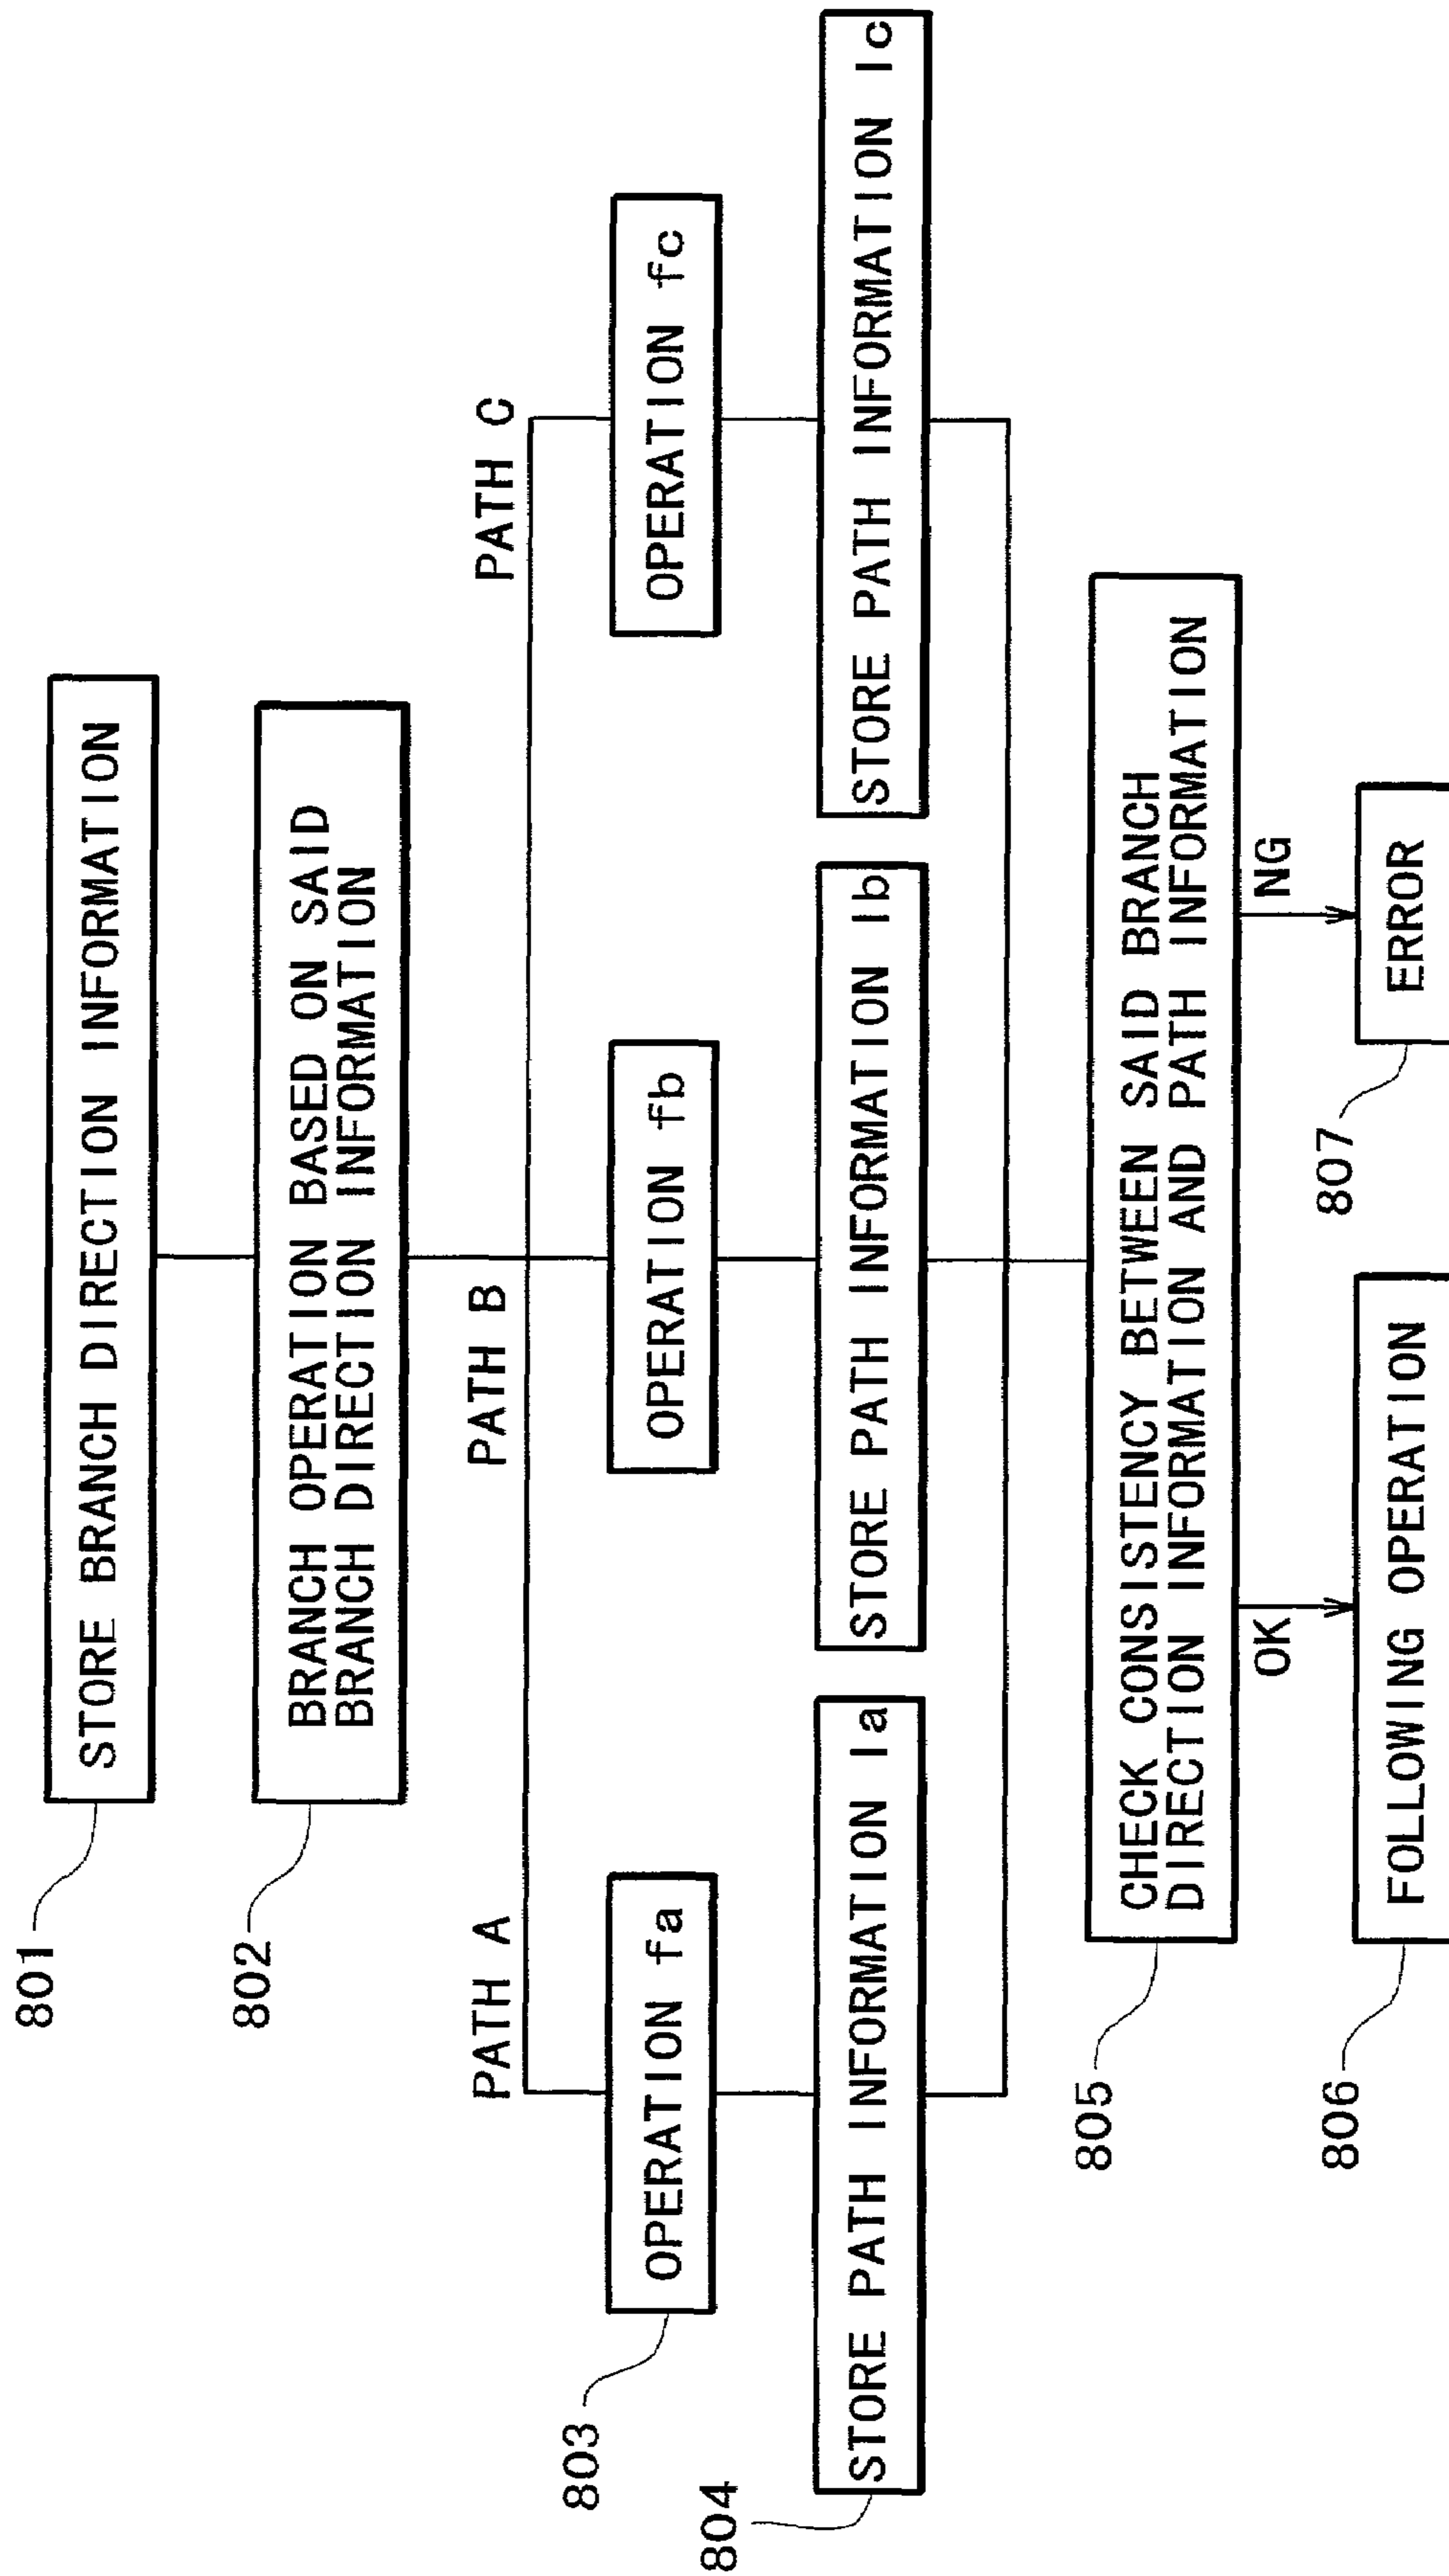 801
STORE BRANCH DIRECTION INFORMATION
802
BRANCH OPERATION BASED ON SAID
BRANCH DIRECTION INFORMATION
PATH A
PATH B
PATH C
803
OPERATION fa
OPERATION fb
OPERATION fc
804
STORE PATH INFORMATION Ia
STORE PATH INFORMATION Ib
STORE PATH INFORMATION Ic
805
CHECK CONSISTENCY BETWEEN SAID BRANCH
DIRECTION INFORMATION AND PATH INFORMATION
OK
NG
806
FOLLOWING OPERATION
807
ERROR